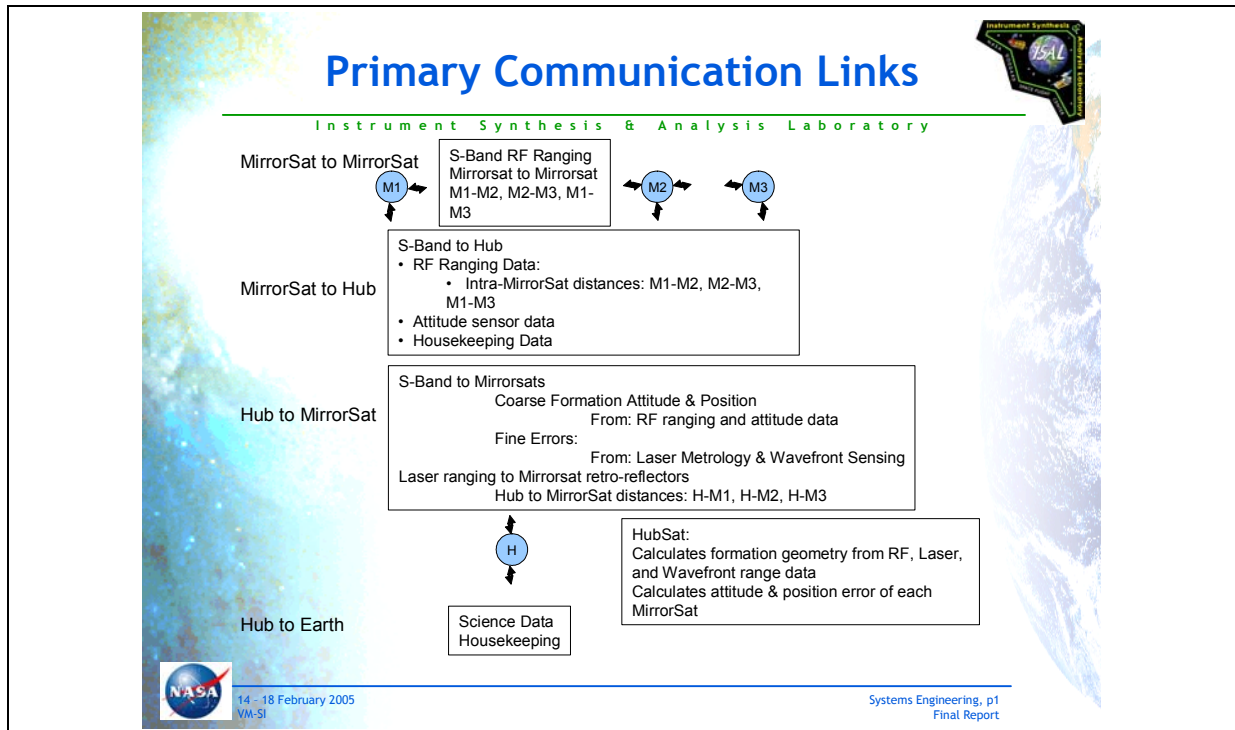 Primary Communication Links
Instrument Synthesis & Analysis Laboratory
Instrument Synthesis &
Analysis Laboratory
ISAL
MirrorSat to MirrorSat
M1
S-Band RF Ranging
Mirrorsat to Mirrorsat
M1-M2, M2-M3, M1-
M3
M2
M3
MirrorSat to Hub
S-Band to Hub
• RF Ranging Data:
• Intra-MirrorSat distances: M1-M2, M2-M3,
M1-M3
• Attitude sensor data
• Housekeeping Data
Hub to MirrorSat
S-Band to Mirrorsats
Coarse Formation Attitude & Position
From: RF ranging and attitude data
Fine Errors:
From: Laser Metrology & Wavefront Sensing
Laser ranging to Mirrorsat retro-reflectors
Hub to MirrorSat distances: H-M1, H-M2, H-M3
H
HubSat:
Calculates formation geometry from RF, Laser,
and Wavefront range data
Calculates attitude & position error of each
MirrorSat
Hub to Earth
Science Data
Housekeeping
NASA
14 – 18 February 2005
VM-SI
Systems Engineering, p1
Final Report